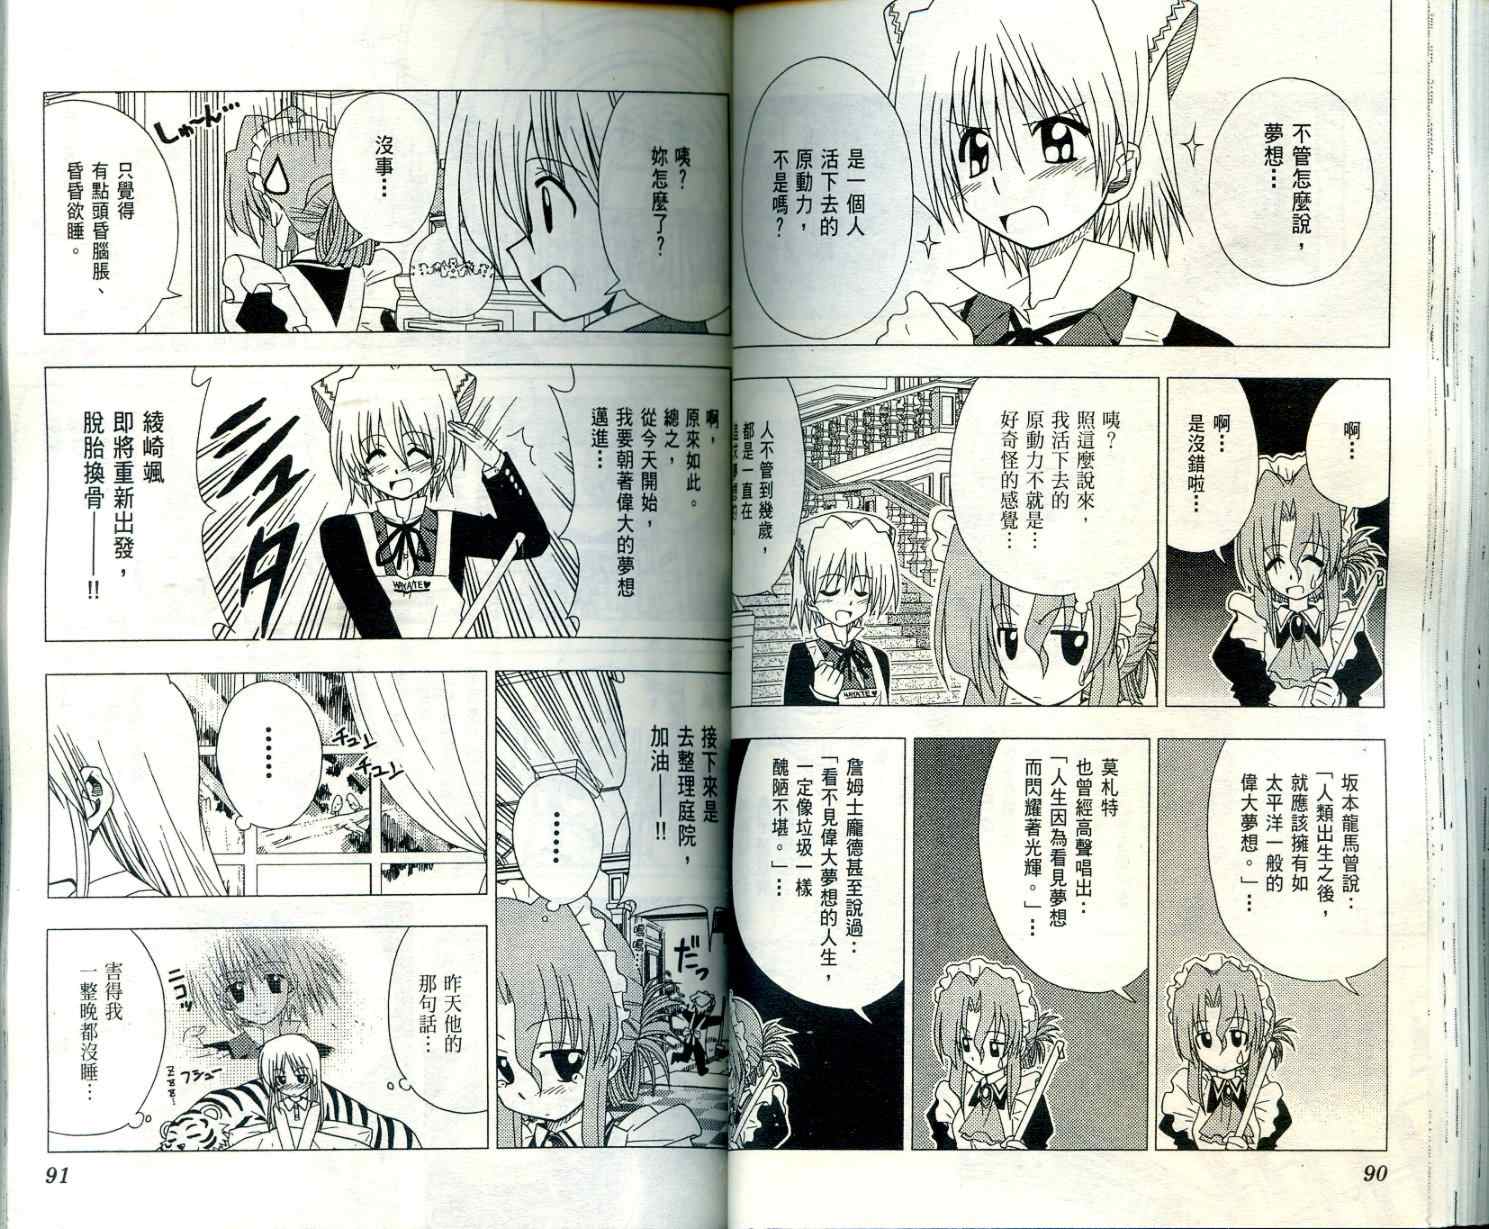 不管怎麼說，
夢想…
是一個人
活下去的
原動力，
不是嗎？
啊…
啊…
是沒錯啦…
咦？
照這麼說來，
我活下去的
原動力不就是…
好奇怪的感覺…
人不管到幾歲，
都是一直在
HAYATE♥
坂本龍馬曾說：
「人類出生之後，
就應該擁有如
太平洋一般的
偉大夢想。」…
莫札特
也曾經高聲唱出：
「人生因為看見夢想
而閃耀著光輝。」…
詹姆士龐德甚至說過：
「看不見偉大夢想的人生，
一定像垃圾一樣
醜陋不堪。」…
90
咦？
妳怎麼了？
沒事…
しゅ～ん…
只覺得
有點頭昏腦脹、
昏昏欲睡。
啊，
原來如此。
總之，
從今天開始，
我要朝著偉大的夢想
邁進…
HAYATE♥
シュタ
綾崎颯
即將重新出發，
脫胎換骨——!!
接下來是
去整理庭院，
加油——!!
嗚嗚…
だっ
……
チュン
チュン
……
昨天他的
那句話…
ニコッ
フシュー
zzz
害得我
一整晚都沒睡…
91